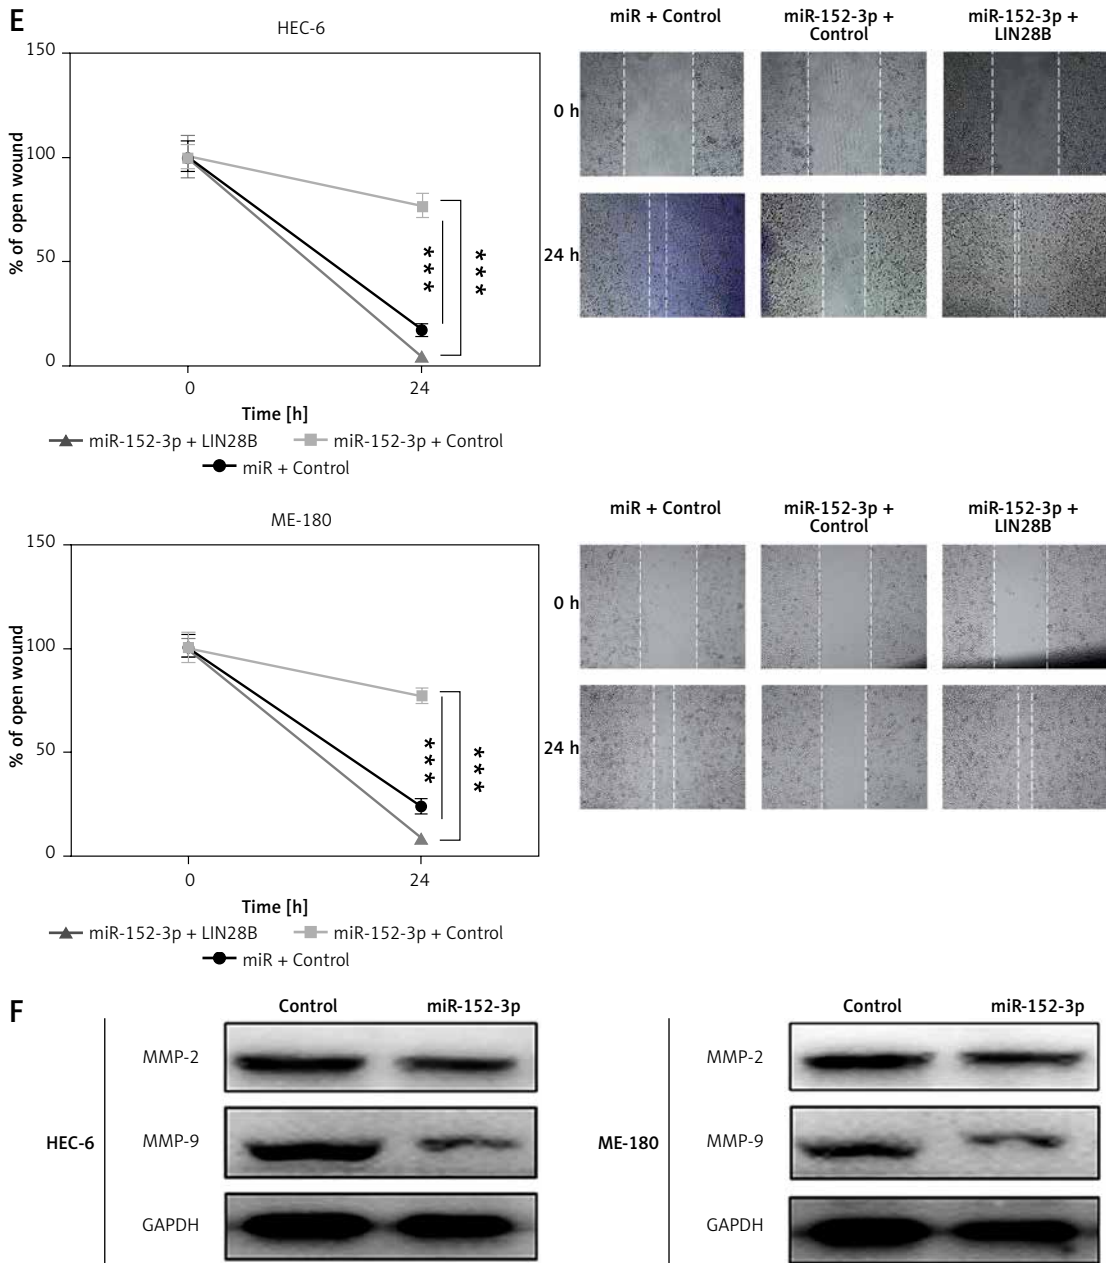 E
HEC-6
150
100
50
0
% of open wound
*** ***
0 24
Time [h]
miR-152-3p + LIN28B miR-152-3p + Control
miR + Control
miR + Control miR-152-3p + Control miR-152-3p + LIN28B
0 h
24 h
ME-180
150
100
50
0
% of open wound
*** ***
0 24
Time [h]
miR-152-3p + LIN28B miR-152-3p + Control
miR + Control
miR + Control miR-152-3p + Control miR-152-3p + LIN28B
0 h
24 h
F
Control miR-152-3p
MMP-2
HEC-6 MMP-9
GAPDH
Control miR-152-3p
MMP-2
ME-180 MMP-9
GAPDH